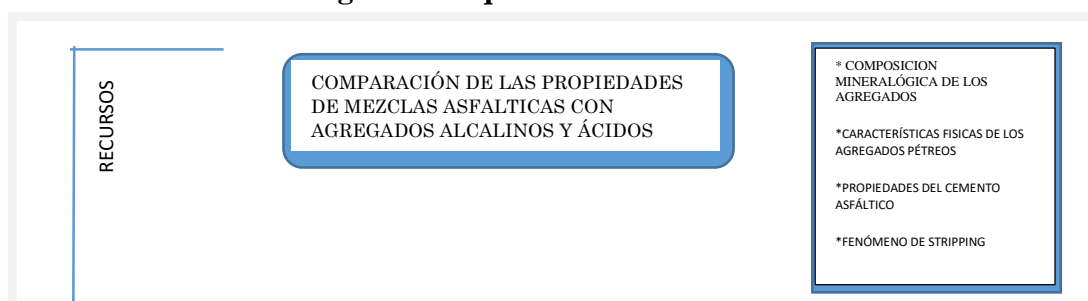 RECURSOS
COMPARACIÓN DE LAS PROPIEDADES
DE MEZCLAS ASFALTICAS CON
AGREGADOS ALCALINOS Y ÁCIDOS
* COMPOSICION
MINERALÓGICA DE LOS
AGREGADOS
*CARACTERÍSTICAS FISICAS DE LOS
AGREGADOS PÉTREOS
*PROPIEDADES DEL CEMENTO
ASFÁLTICO
*FENÓMENO DE STRIPPING